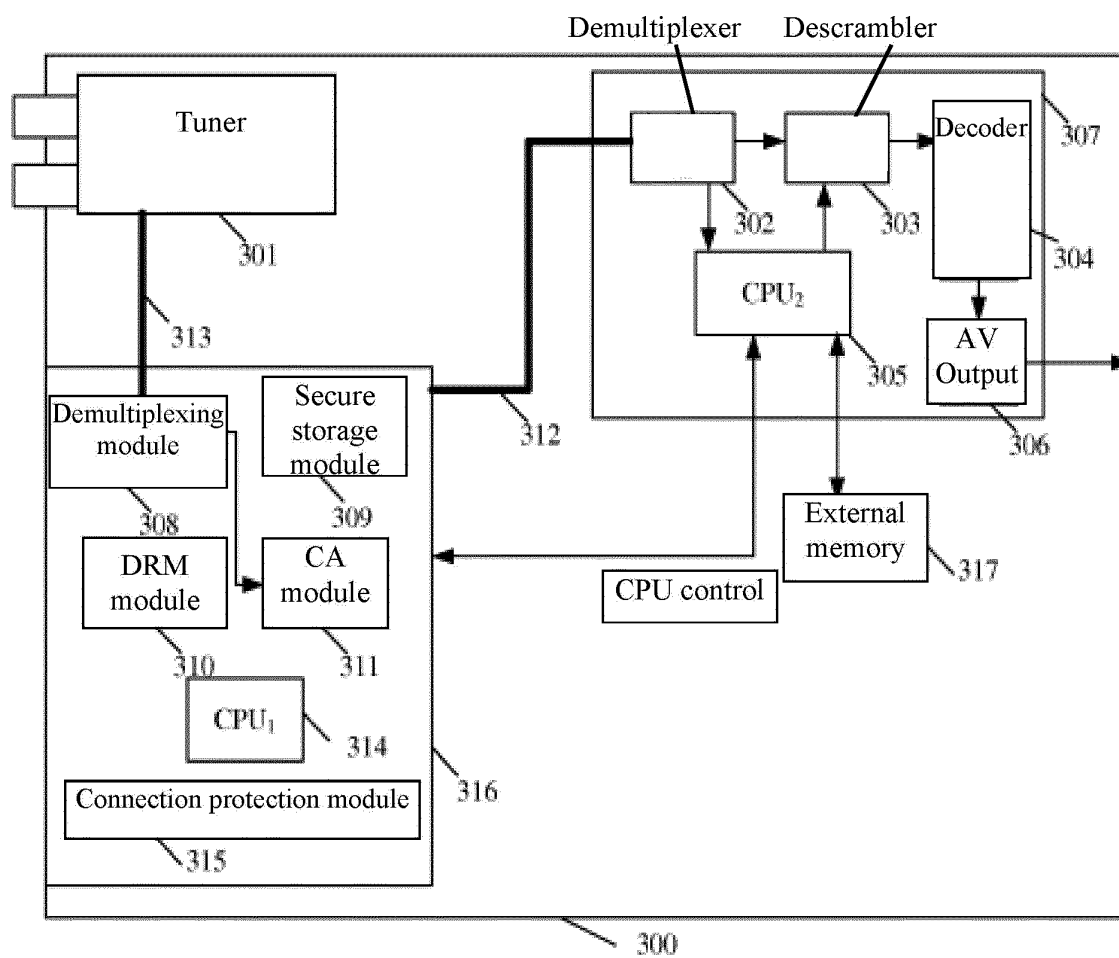 Demultiplexer
Descrambler
Tuner
301
313
302
303
Decoder
307
304
CPU2
305
AV
Output
306
312
Demultiplexing
module
308
Secure
storage
module
309
DRM
module
310
CA
module
311
CPU1
314
316
Connection protection module
315
CPU control
External
memory
317
300